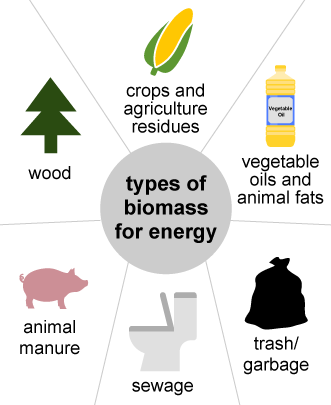 crops and
agriculture
residues
wood
Vegetable
Oil
vegetable
oils and
animal fats
types of
biomass
for energy
animal
manure
sewage
trash/
garbage